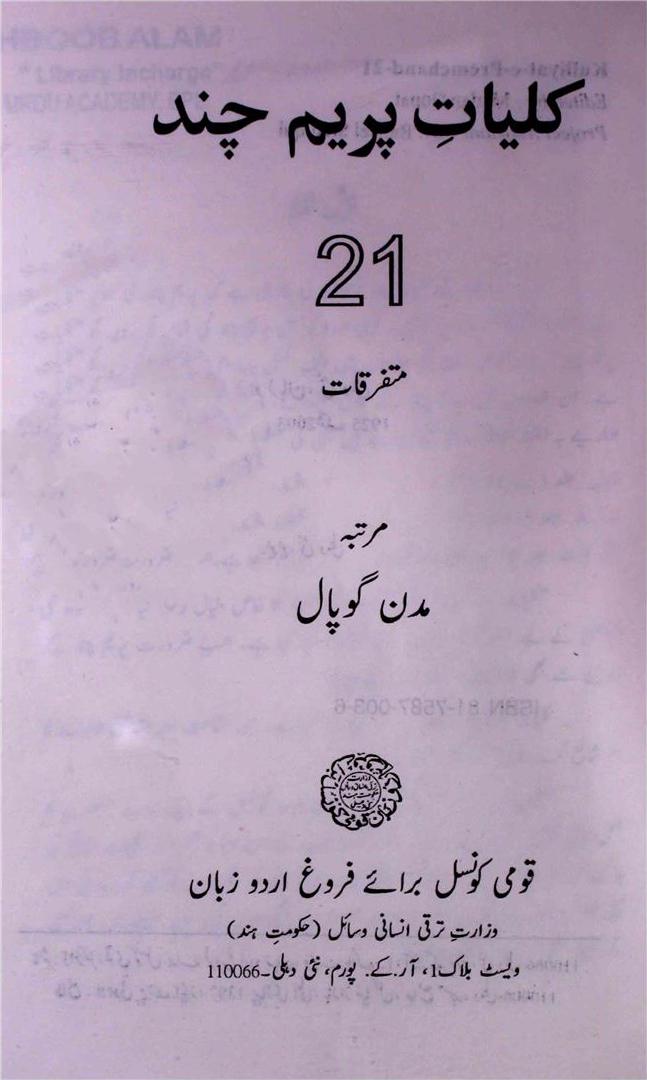 کلیاتِ پریم چند
21
متفرقات
مرتبہ
مدن گوپال
قومی کونسل برائے فروغ اردو زبان
وزارتِ ترقی انسانی وسائل (حکومتِ ہند)
ویسٹ بلاک 1، آر۔ کے۔ پورم، نئی دہلی۔110066